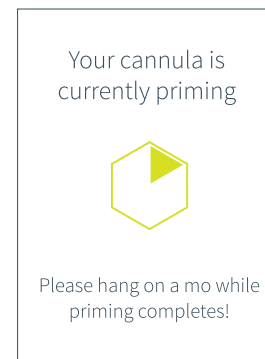 Your cannula is
currently priming
Please hang on a mo while
priming completes!